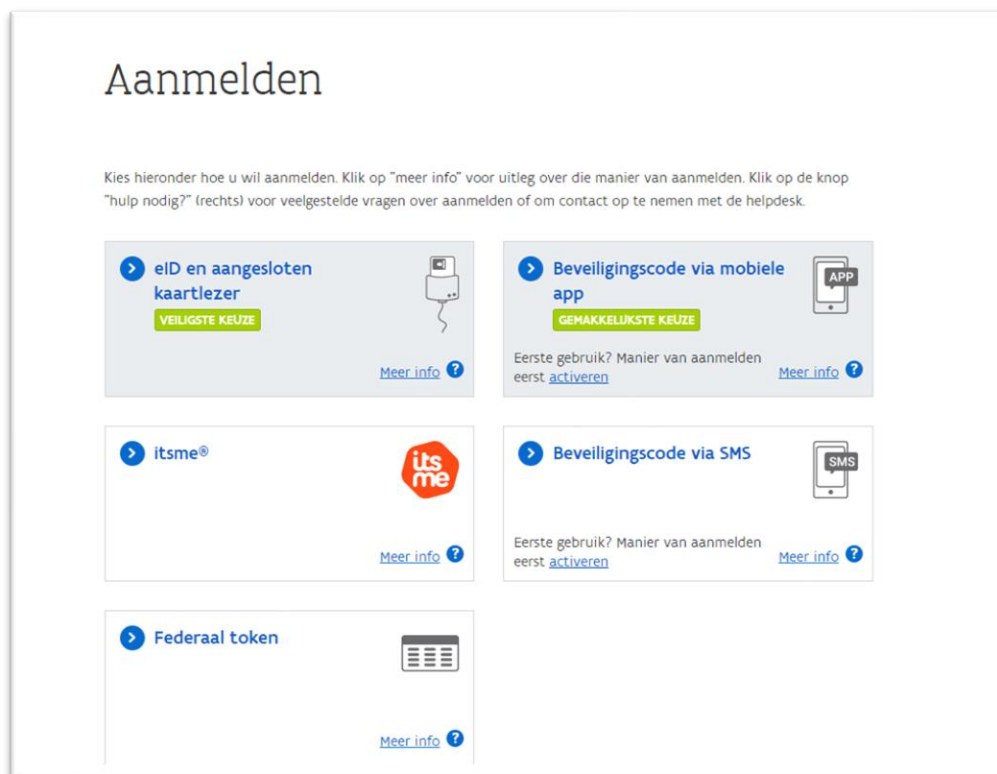 Aanmelden
Kies hieronder hoe u wil aanmelden. Klik op "meer info" voor uitleg over die manier van aanmelden. Klik op de knop
"hulp nodig?" (rechts) voor veelgestelde vragen over aanmelden of om contact op te nemen met de helpdesk.
eID en aangesloten
kaartlezer
VEILIGSTE KEUZE
Meer info ?
Beveiligingscode via mobiele
app
GEMAKKELIJKSTE KEUZE
APP
Eerste gebruik? Manier van aanmelden
eerst activeren
Meer info ?
itsme®
its
me
Meer info ?
Beveiligingscode via SMS
SMS
Eerste gebruik? Manier van aanmelden
eerst activeren
Meer info ?
Federaal token
Meer info ?